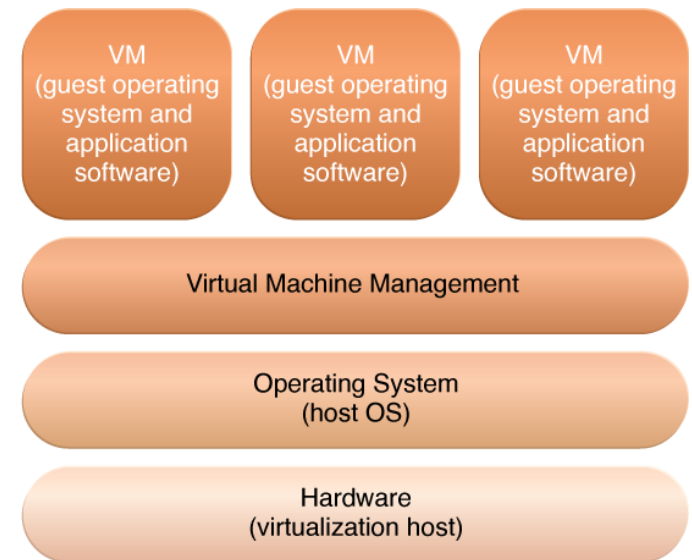 VM
(guest operating
system and
application
software)
VM
(guest operating
system and
application
software)
VM
(guest operating
system and
application
software)
Virtual Machine Management
Operating System
(host OS)
Hardware
(virtualization host)